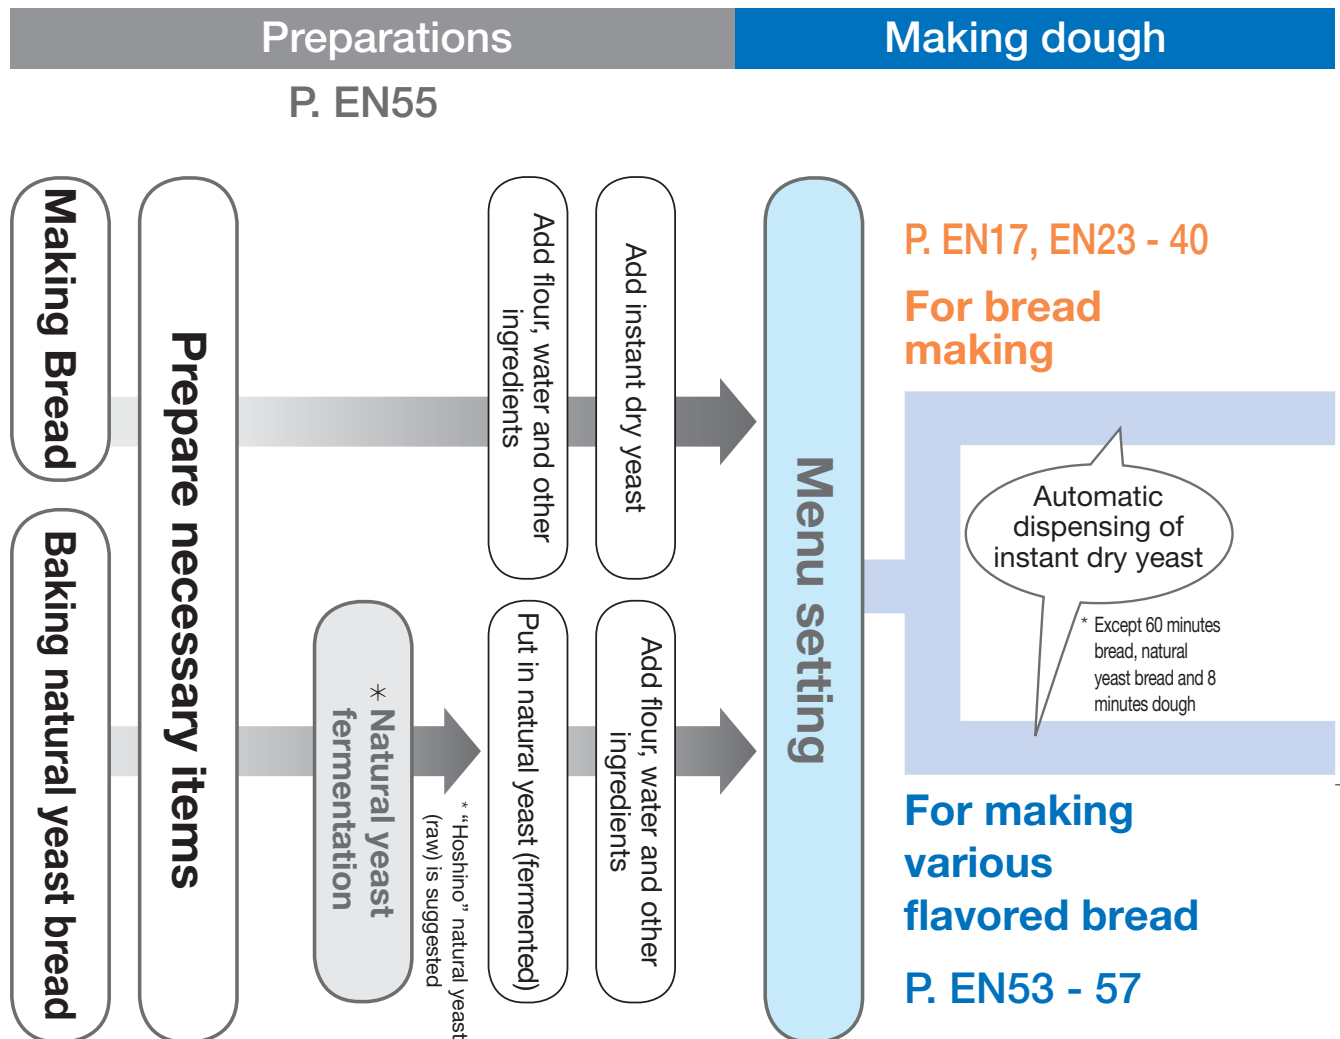 Preparations
Making dough
P. EN55
Making Bread
Baking natural yeast bread
Prepare necessary items
* Natural yeast
fermentation
* “Hoshino” natural yeast
(raw) is suggested
Add flour, water and other
ingredients
Add instant dry yeast
Put in natural yeast (fermented)
Add flour, water and other
ingredients
Menu setting
P. EN17, EN23 - 40
For bread
making
Automatic
dispensing of
instant dry yeast
* Except 60 minutes
bread, natural
yeast bread and 8
minutes dough
For making
various
flavored bread
P. EN53 - 57